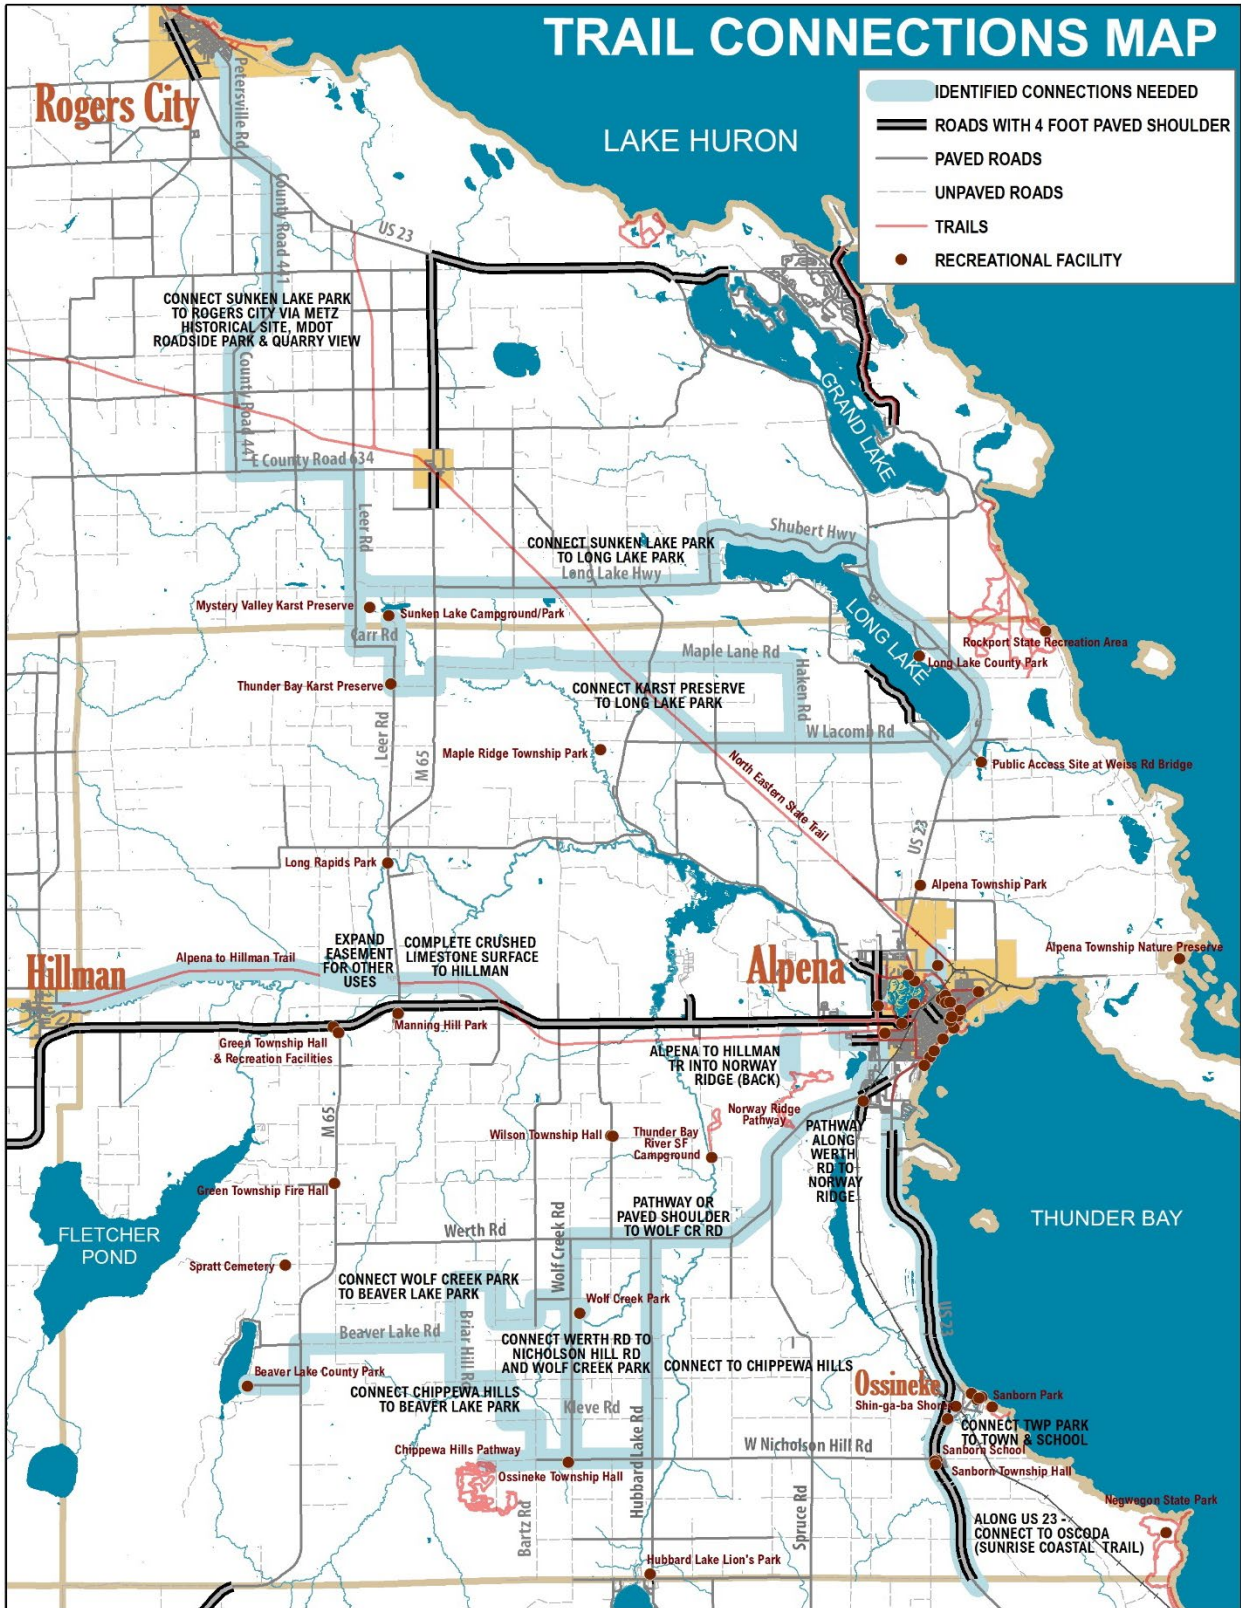 TRAIL CONNECTIONS MAP
IDENTIFIED CONNECTIONS NEEDED
ROADS WITH 4 FOOT PAVED SHOULDER
PAVED ROADS
UNPAVED ROADS
TRAILS
RECREATIONAL FACILITY
Rogers City
Petersville Rd
LAKE HURON
County Road 441
US 23
CONNECT SUNKEN LAKE PARK
TO ROGERS CITY VIA METZ
HISTORICAL SITE, MDOT
ROADSIDE PARK & QUARRY VIEW
County Road 441
GRAND LAKE
E County Road 634
Leer Rd
Shubert Hwy
CONNECT SUNKEN LAKE PARK
TO LONG LAKE PARK
Long Lake Hwy
Mystery Valley Karst Preserve
Sunken Lake Campground/Park
LONG LAKE
Carr Rd
Rockport State Recreation Area
Maple Lane Rd
Haken Rd
Long Lake County Park
Thunder Bay Karst Preserve
CONNECT KARST PRESERVE
TO LONG LAKE PARK
W Lacomb Rd
Leer Rd
M 65
Maple Ridge Township Park
North Eastern State Trail
Public Access Site at Weiss Rd Bridge
US 23
Long Rapids Park
Alpena Township Park
Hillman
Alpena to Hillman Trail
EXPAND
EASEMENT
FOR OTHER
USES
COMPLETE CRUSHED
LIMESTONE SURFACE
TO HILLMAN
Alpena
Alpena Township Nature Preserve
Manning Hill Park
Green Township Hall
& Recreation Facilities
ALPENA TO HILLMAN
TR INTO NORWAY
RIDGE (BACK)
M 65
Norway Ridge
Pathway
Wilson Township Hall
Thunder Bay
River SF
Campground
PATHWAY
ALONG
WERTH
RD TO
NORWAY
RIDGE
Green Township Fire Hall
FLETCHER
POND
PATHWAY OR
PAVED SHOULDER
TO WOLF CR RD
Werth Rd
Wolf Creek Rd
THUNDER BAY
Spratt Cemetery
CONNECT WOLF CREEK PARK
TO BEAVER LAKE PARK
Wolf Creek Park
US 23
Beaver Lake Rd
Briar Hill Rd
CONNECT WERTH RD TO
NICHOLSON HILL RD
AND WOLF CREEK PARK
CONNECT TO CHIPPEWA HILLS
Beaver Lake County Park
CONNECT CHIPPEWA HILLS
TO BEAVER LAKE PARK
Ossineke
Shin-ga-ba Shores
Sanborn Park
Kleve Rd
CONNECT TWP PARK
TO TOWN & SCHOOL
Hubbard Lake Rd
W Nicholson Hill Rd
Chippewa Hills Pathway
Sanborn School
Ossineke Township Hall
Sanborn Township Hall
Bartz Rd
Spruce Rd
Negwegon State Park
ALONG US 23 -
CONNECT TO OSCODA
(SUNRISE COASTAL TRAIL)
Hubbard Lake Lion's Park